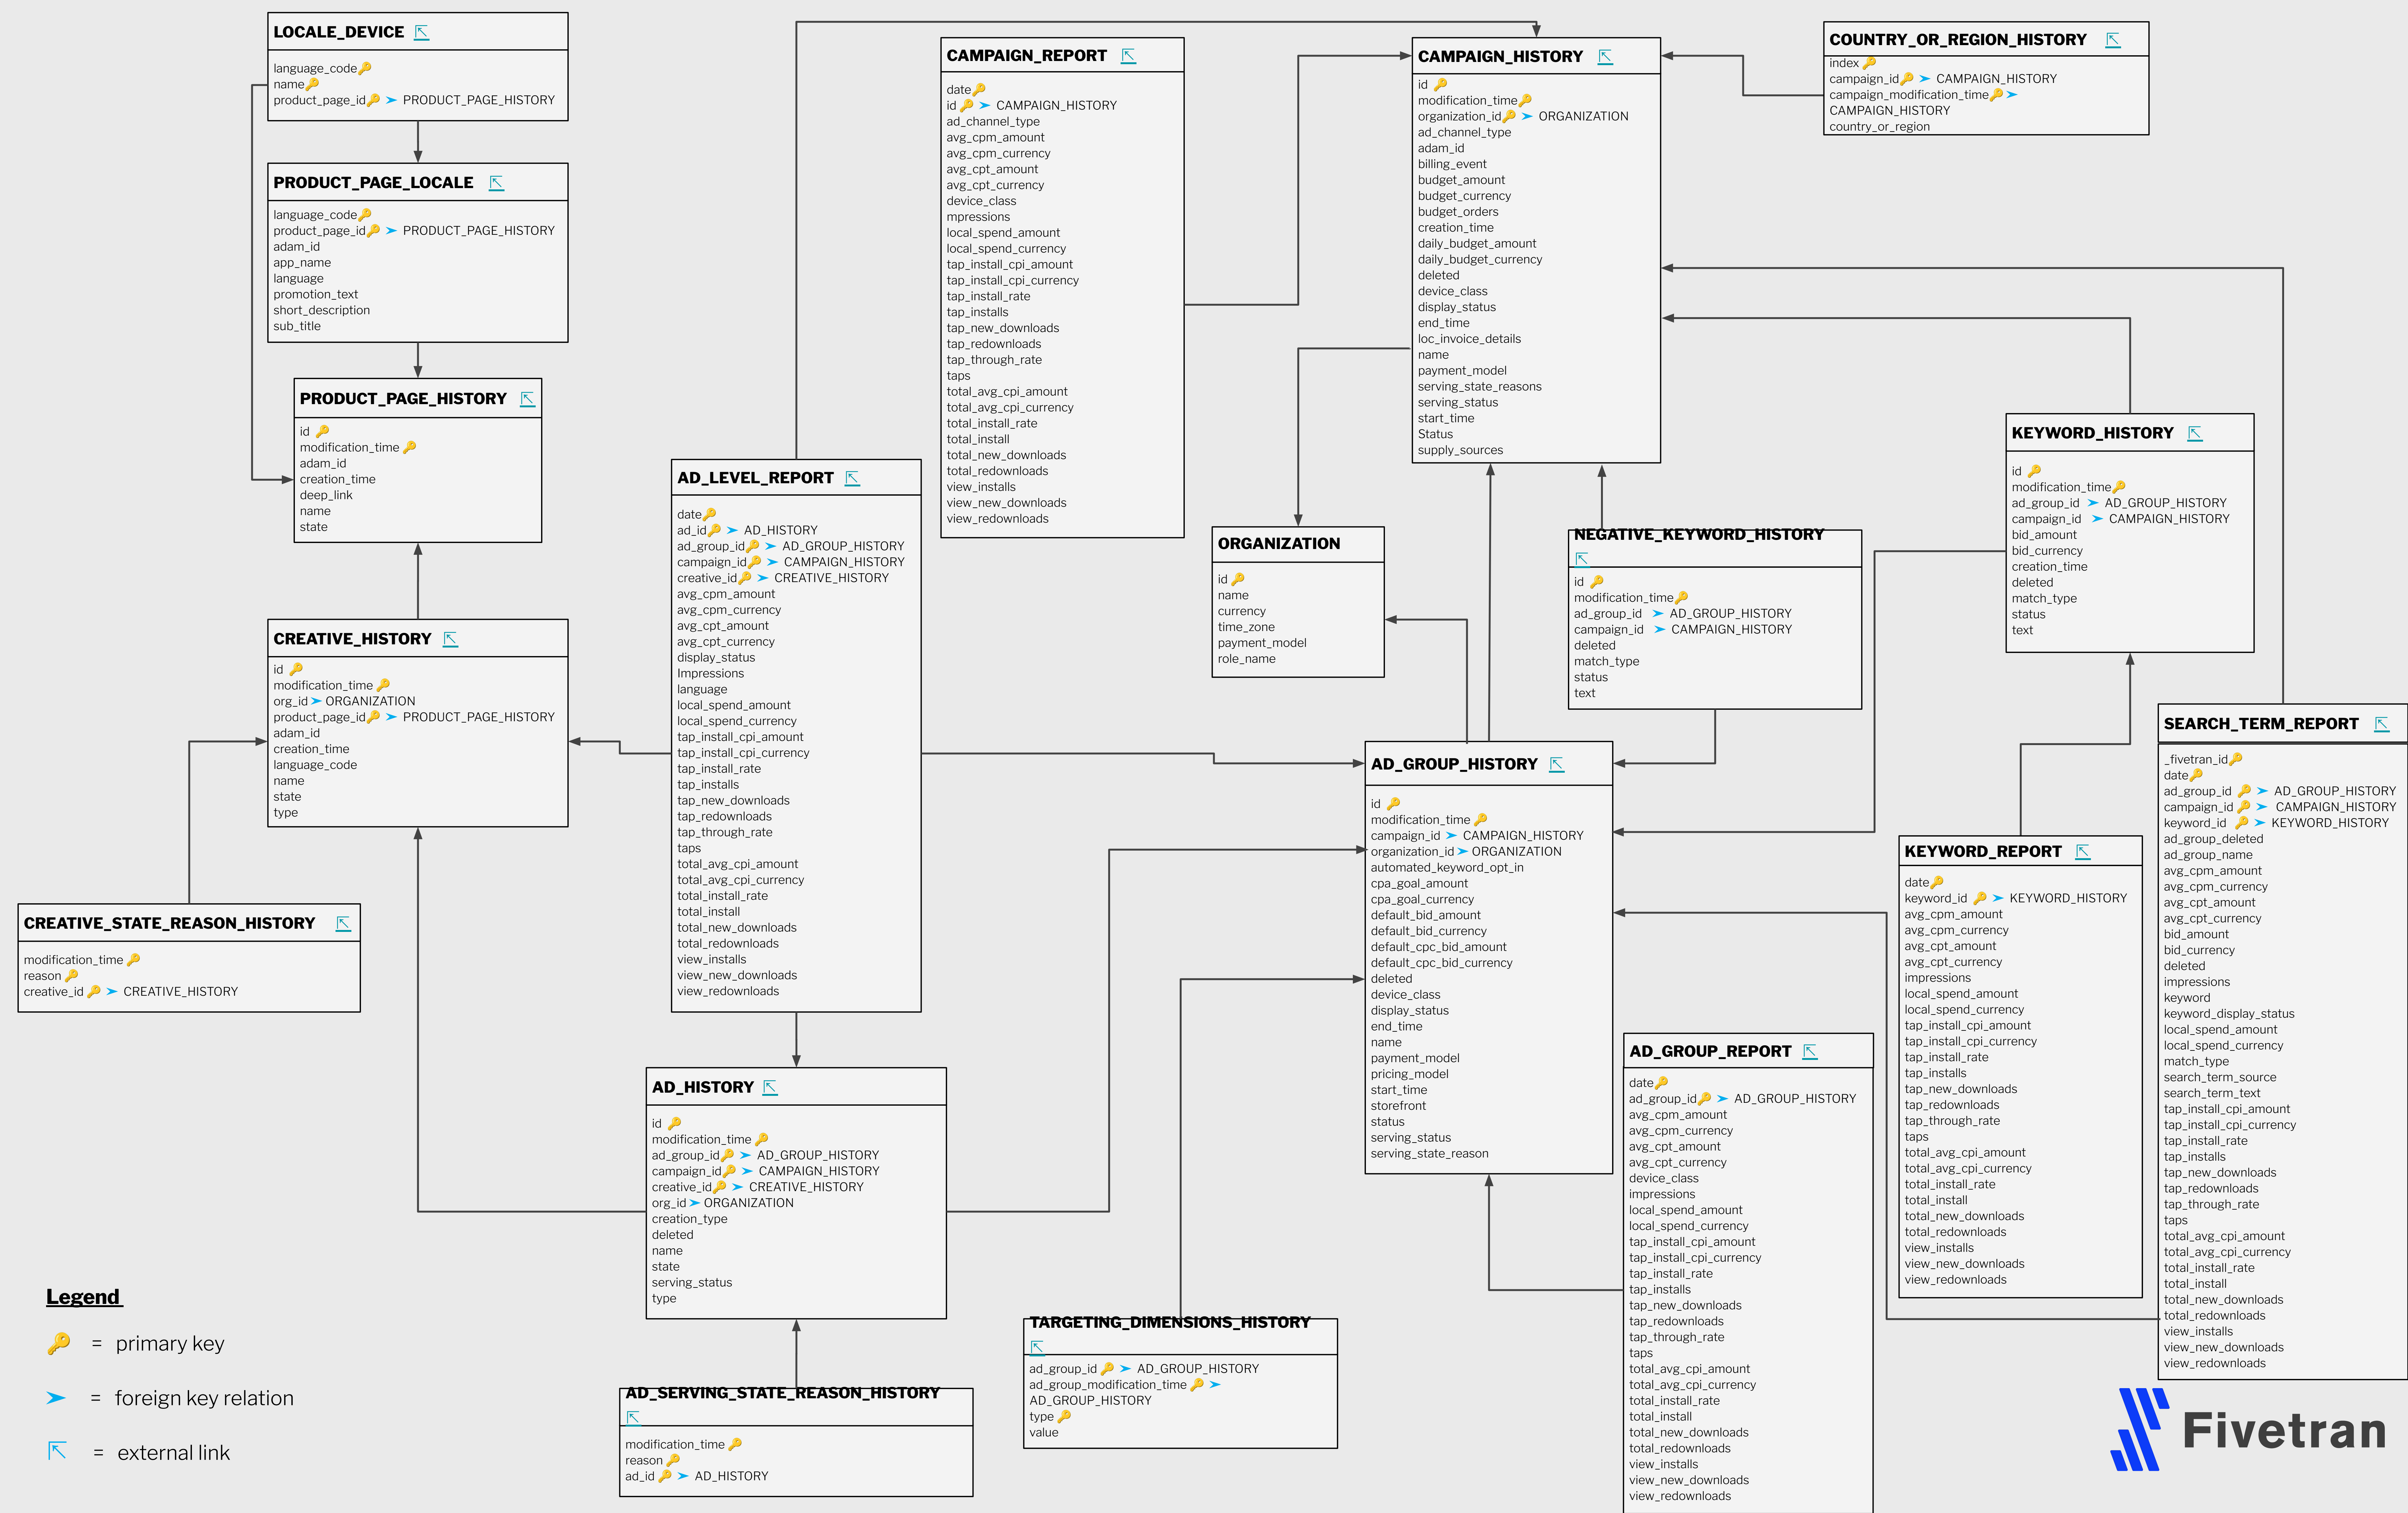 LOCALE_DEVICE
language_code
name
product_page_id PRODUCT_PAGE_HISTORY
PRODUCT_PAGE_LOCALE
language_code
product_page_id PRODUCT_PAGE_HISTORY
adam_id
app_name
language
promotion_text
short_description
sub_title
PRODUCT_PAGE_HISTORY
id
modification_time
adam_id
creation_time
deep_link
name
state
CREATIVE_HISTORY
id
modification_time
org_id ORGANIZATION
product_page_id PRODUCT_PAGE_HISTORY
adam_id
creation_time
language_code
name
state
type
CREATIVE_STATE_REASON_HISTORY
modification_time
reason
creative_id CREATIVE_HISTORY
Legend
= primary key
= foreign key relation
= external link
AD_LEVEL_REPORT
date
ad_id AD_HISTORY
ad_group_id AD_GROUP_HISTORY
campaign_id CAMPAIGN_HISTORY
creative_id CREATIVE_HISTORY
avg_cpm_amount
avg_cpm_currency
avg_cpt_amount
avg_cpt_currency
display_status
Impressions
language
local_spend_amount
local_spend_currency
tap_install_cpi_amount
tap_install_cpi_currency
tap_install_rate
tap_installs
tap_new_downloads
tap_redownloads
tap_through_rate
taps
total_avg_cpi_amount
total_avg_cpi_currency
total_install_rate
total_install
total_new_downloads
total_redownloads
view_installs
view_new_downloads
view_redownloads
AD_HISTORY
id
modification_time
ad_group_id AD_GROUP_HISTORY
campaign_id CAMPAIGN_HISTORY
creative_id CREATIVE_HISTORY
org_id ORGANIZATION
creation_type
deleted
name
state
serving_status
type
AD_SERVING_STATE_REASON_HISTORY
modification_time
reason
ad_id AD_HISTORY
CAMPAIGN_REPORT
date
id CAMPAIGN_HISTORY
ad_channel_type
avg_cpm_amount
avg_cpm_currency
avg_cpt_amount
avg_cpt_currency
device_class
mpressions
local_spend_amount
local_spend_currency
tap_install_cpi_amount
tap_install_cpi_currency
tap_install_rate
tap_installs
tap_new_downloads
tap_redownloads
tap_through_rate
taps
total_avg_cpi_amount
total_avg_cpi_currency
total_install_rate
total_install
total_new_downloads
total_redownloads
view_installs
view_new_downloads
view_redownloads
CAMPAIGN_HISTORY
id
modification_time
organization_id ORGANIZATION
ad_channel_type
adam_id
billing_event
budget_amount
budget_currency
budget_orders
creation_time
daily_budget_amount
daily_budget_currency
deleted
device_class
display_status
end_time
loc_invoice_details
name
payment_model
serving_state_reasons
serving_status
start_time
Status
supply_sources
COUNTRY_OR_REGION_HISTORY
index
campaign_id CAMPAIGN_HISTORY
campaign_modification_time
CAMPAIGN_HISTORY
country_or_region
ORGANIZATION
id
name
currency
time_zone
payment_model
role_name
NEGATIVE_KEYWORD_HISTORY
id
modification_time
ad_group_id AD_GROUP_HISTORY
campaign_id CAMPAIGN_HISTORY
deleted
match_type
status
text
KEYWORD_HISTORY
id
modification_time
ad_group_id AD_GROUP_HISTORY
campaign_id CAMPAIGN_HISTORY
bid_amount
bid_currency
creation_time
deleted
match_type
status
text
AD_GROUP_HISTORY
id
modification_time
campaign_id CAMPAIGN_HISTORY
organization_id ORGANIZATION
automated_keyword_opt_in
cpa_goal_amount
cpa_goal_currency
default_bid_amount
default_bid_currency
default_cpc_bid_amount
default_cpc_bid_currency
deleted
device_class
display_status
end_time
name
payment_model
pricing_model
start_time
storefront
status
serving_status
serving_state_reason
TARGETING_DIMENSIONS_HISTORY
ad_group_id AD_GROUP_HISTORY
ad_group_modification_time
AD_GROUP_HISTORY
type
value
AD_GROUP_REPORT
date
ad_group_id AD_GROUP_HISTORY
avg_cpm_amount
avg_cpm_currency
avg_cpt_amount
avg_cpt_currency
device_class
impressions
local_spend_amount
local_spend_currency
tap_install_cpi_amount
tap_install_cpi_currency
tap_install_rate
tap_installs
tap_new_downloads
tap_redownloads
tap_through_rate
taps
total_avg_cpi_amount
total_avg_cpi_currency
total_install_rate
total_install
total_new_downloads
total_redownloads
view_installs
view_new_downloads
view_redownloads
KEYWORD_REPORT
date
keyword_id KEYWORD_HISTORY
avg_cpm_amount
avg_cpm_currency
avg_cpt_amount
avg_cpt_currency
impressions
local_spend_amount
local_spend_currency
tap_install_cpi_amount
tap_install_cpi_currency
tap_install_rate
tap_installs
tap_new_downloads
tap_redownloads
tap_through_rate
taps
total_avg_cpi_amount
total_avg_cpi_currency
total_install_rate
total_install
total_new_downloads
total_redownloads
view_installs
view_new_downloads
view_redownloads
SEARCH_TERM_REPORT
_fivetran_id
date
ad_group_id AD_GROUP_HISTORY
campaign_id CAMPAIGN_HISTORY
keyword_id KEYWORD_HISTORY
ad_group_deleted
ad_group_name
avg_cpm_amount
avg_cpm_currency
avg_cpt_amount
avg_cpt_currency
bid_amount
bid_currency
deleted
impressions
keyword
keyword_display_status
local_spend_amount
local_spend_currency
match_type
search_term_source
search_term_text
tap_install_cpi_amount
tap_install_cpi_currency
tap_install_rate
tap_installs
tap_new_downloads
tap_redownloads
tap_through_rate
taps
total_avg_cpi_amount
total_avg_cpi_currency
total_install_rate
total_install
total_new_downloads
total_redownloads
view_installs
view_new_downloads
view_redownloads
Fivetran